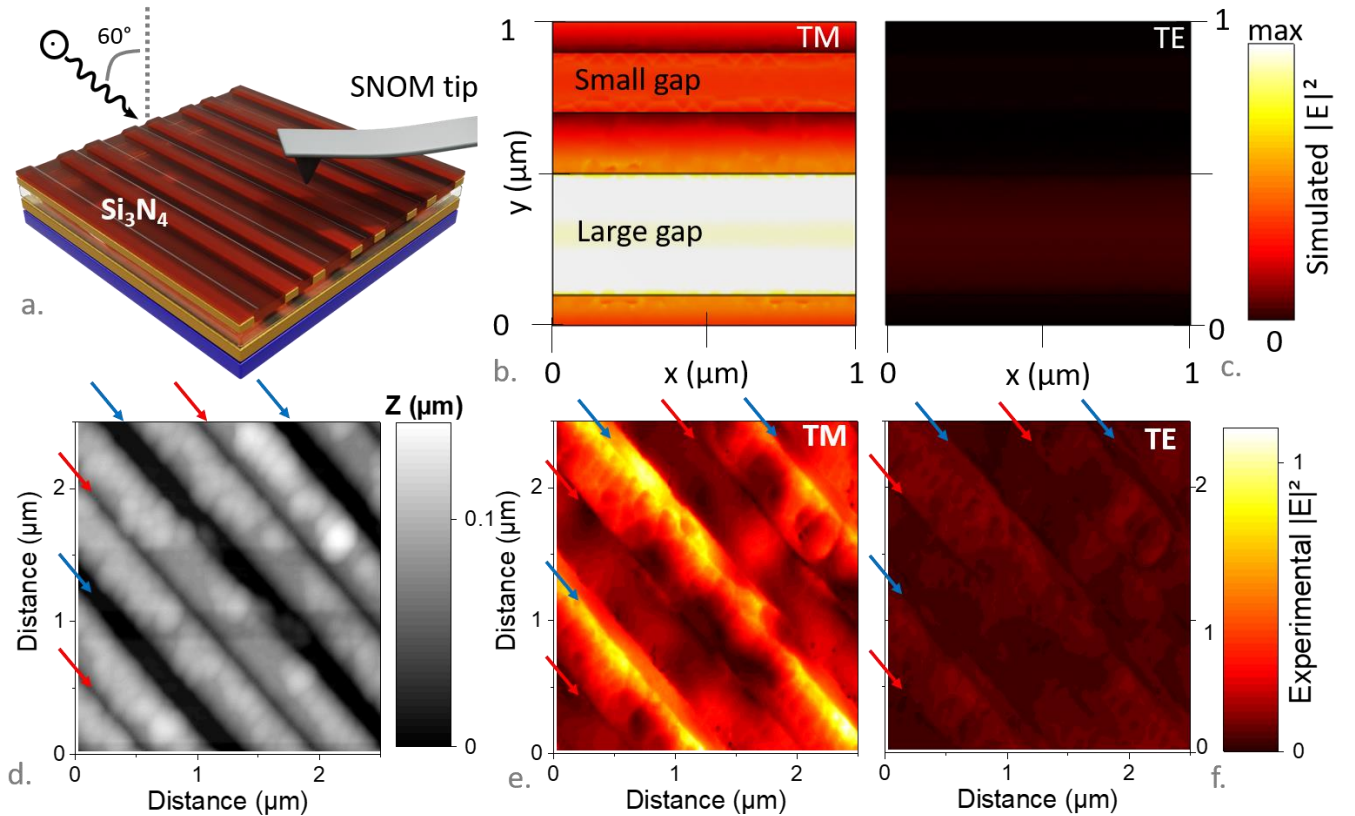 60°
SNOM tip
Si₃N₄
a.
1
y (µm)
0
TM
Small gap
Large gap
0
x (µm)
1
b.
TE
1
0
0
x (µm)
1
c.
max
0
Simulated |E|²
Distance (µm)
2
1
0
0
1
2
Distance (µm)
d.
Z (µm)
0.1
0
TM
Distance (µm)
2
1
0
0
1
2
Distance (µm)
e.
TE
2
1
0
0
1
2
Distance (µm)
f.
1
0
Experimental |E|²